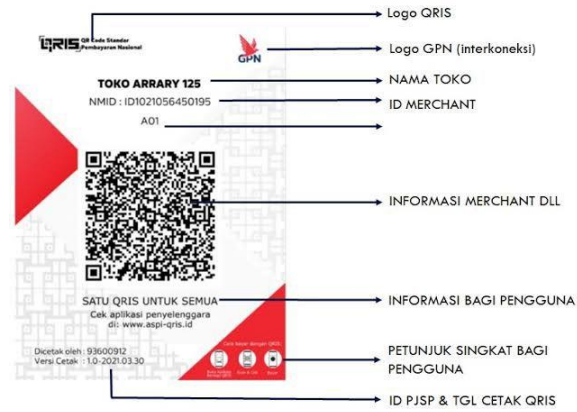 QRIS QR Code Standar
Pembayaran Nasional
GPN
TOKO ARRARY 125
NMID : ID1021056450195
A01
SATU QRIS UNTUK SEMUA
Cek aplikasi penyelenggara
di: www.aspi-qris.id
Dicetak oleh : 93600912
Versi Cetak : 1.0-2021.03.30
Cara bayar dengan QRIS:
Logo QRIS
Logo GPN (interkoneksi)
NAMA TOKO
ID MERCHANT
INFORMASI MERCHANT DLL
INFORMASI BAGI PENGGUNA
PETUNJUK SINGKAT BAGI
PENGGUNA
ID PJSP & TGL CETAK QRIS